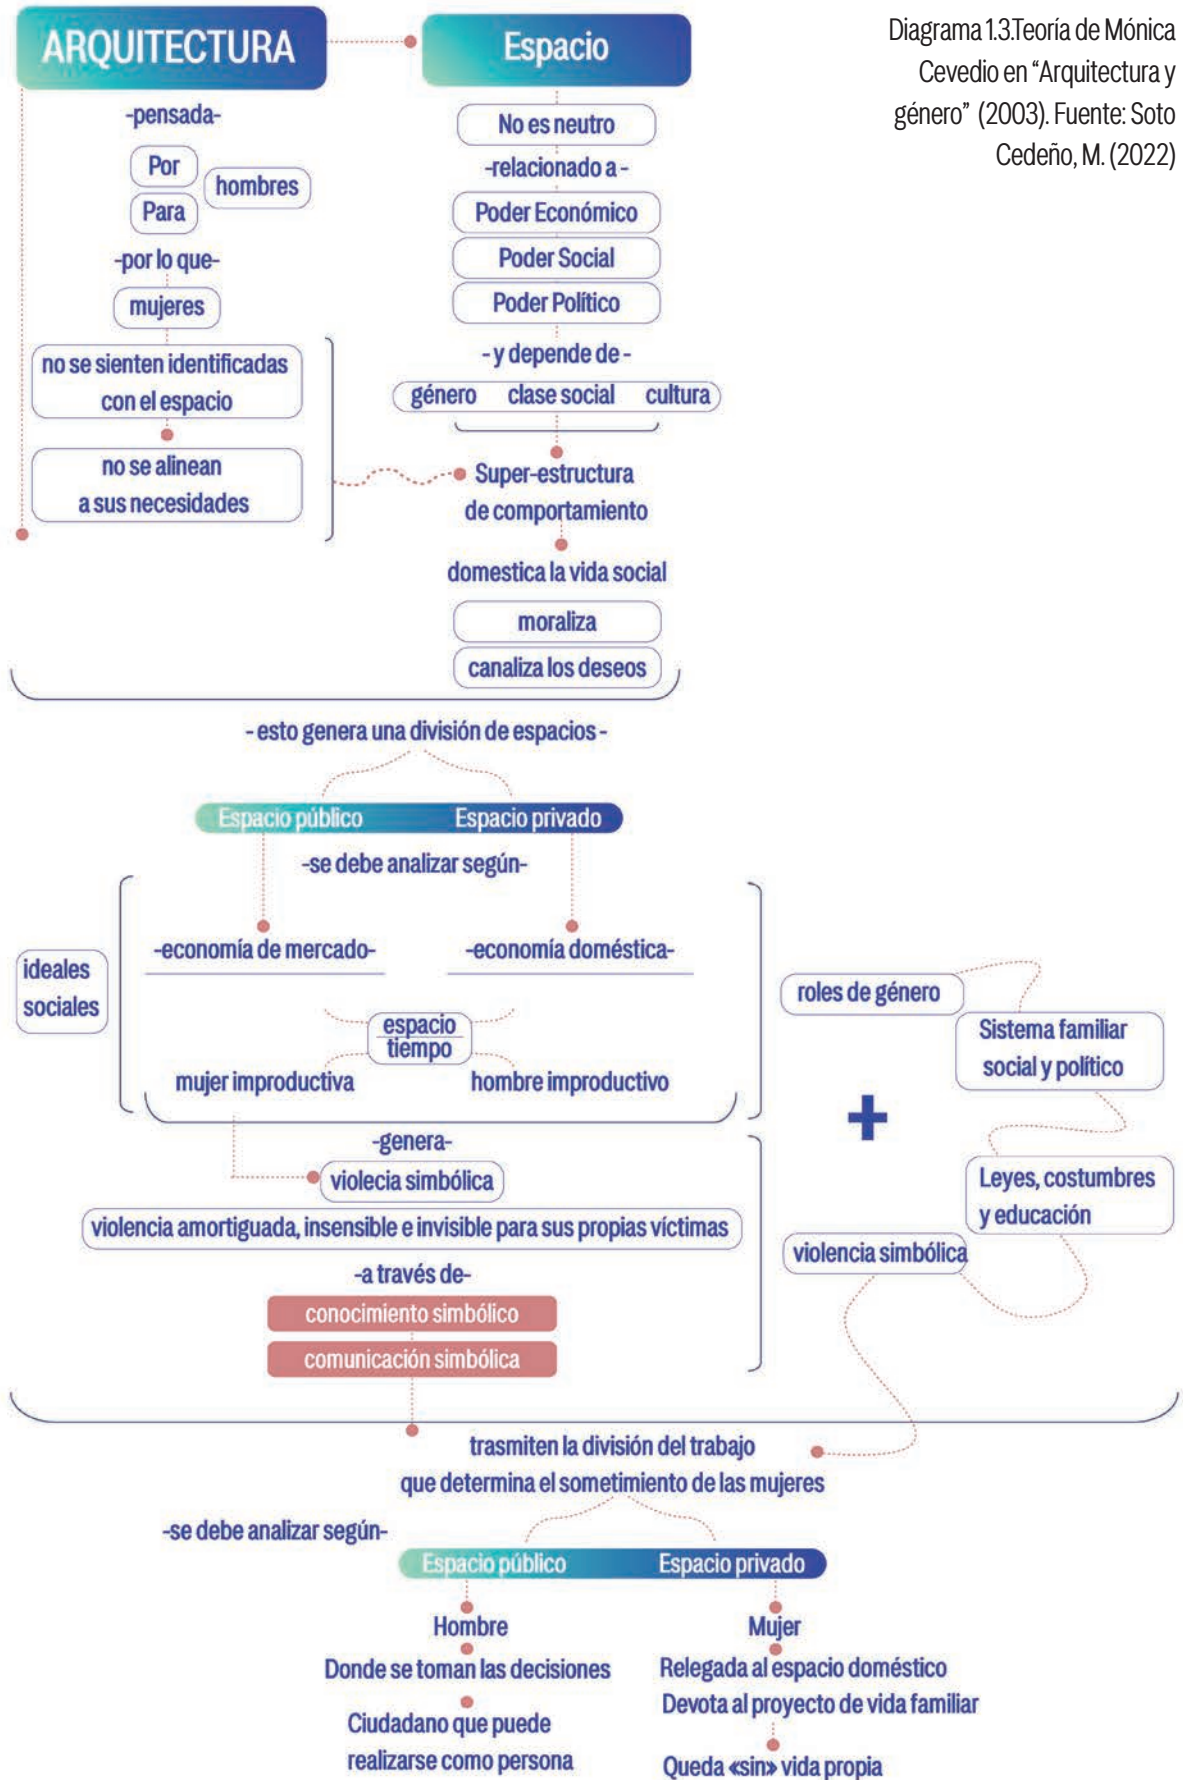 ARQUITECTURA
Espacio
Diagrama 1.3.Teoría de Mónica
Cevedio en “Arquitectura y
género” (2003). Fuente: Soto
Cedeño, M. (2022)
-pensada-
Por
Para
hombres
-por lo que-
mujeres
no se sienten identificadas
con el espacio
no se alinean
a sus necesidades
No es neutro
-relacionado a -
Poder Económico
Poder Social
Poder Político
- y depende de -
género clase social cultura
Super-estructura
de comportamiento
domestica la vida social
moraliza
canaliza los deseos
- esto genera una división de espacios -
Espacio público Espacio privado
-se debe analizar según-
ideales
sociales
-economía de mercado- -economía doméstica-
espacio
tiempo
mujer improductiva hombre improductivo
-genera-
violecia simbólica
violencia amortiguada, insensible e invisible para sus propias víctimas
-a través de-
conocimiento simbólico
comunicación simbólica
roles de género
Sistema familiar
social y político
+
Leyes, costumbres
y educación
violencia simbólica
trasmiten la división del trabajo
que determina el sometimiento de las mujeres
-se debe analizar según-
Espacio público Espacio privado
Hombre
Donde se toman las decisiones
Ciudadano que puede
realizarse como persona
Mujer
Relegada al espacio doméstico
Devota al proyecto de vida familiar
Queda «sin» vida propia